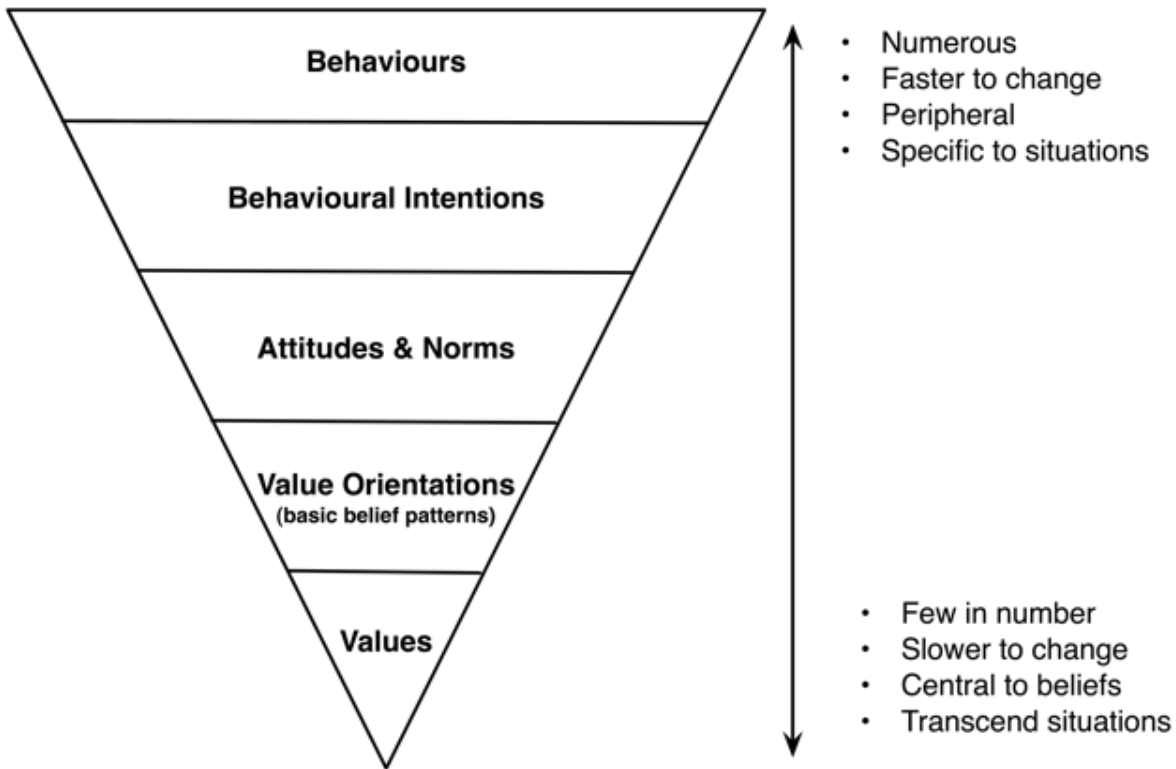 Behaviours
Behavioural Intentions
Attitudes & Norms
Value Orientations
(basic belief patterns)
Values
• Numerous
• Faster to change
• Peripheral
• Specific to situations
• Few in number
• Slower to change
• Central to beliefs
• Transcend situations